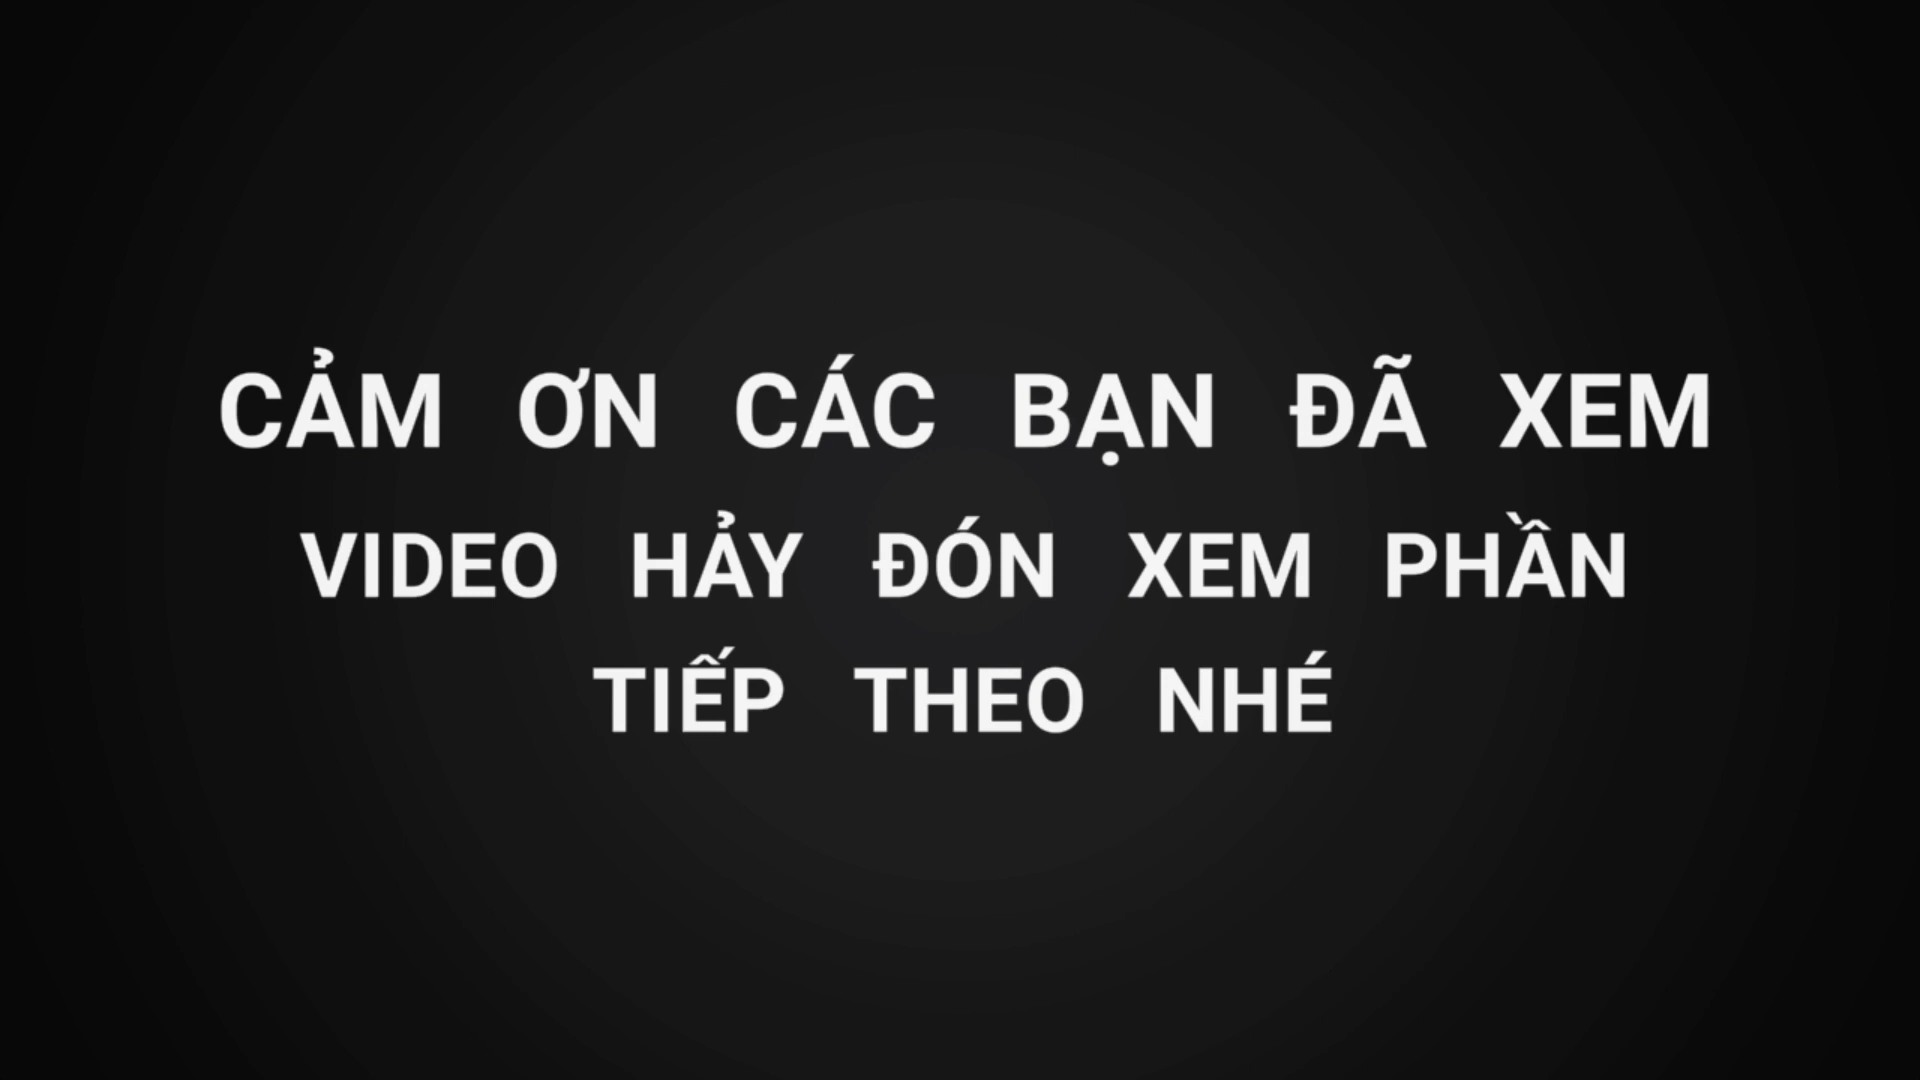 CẢM ƠN CÁC BẠN ĐÃ XEM
VIDEO HẢY ĐÓN XEM PHẦN
TIẾP THEO NHÉ